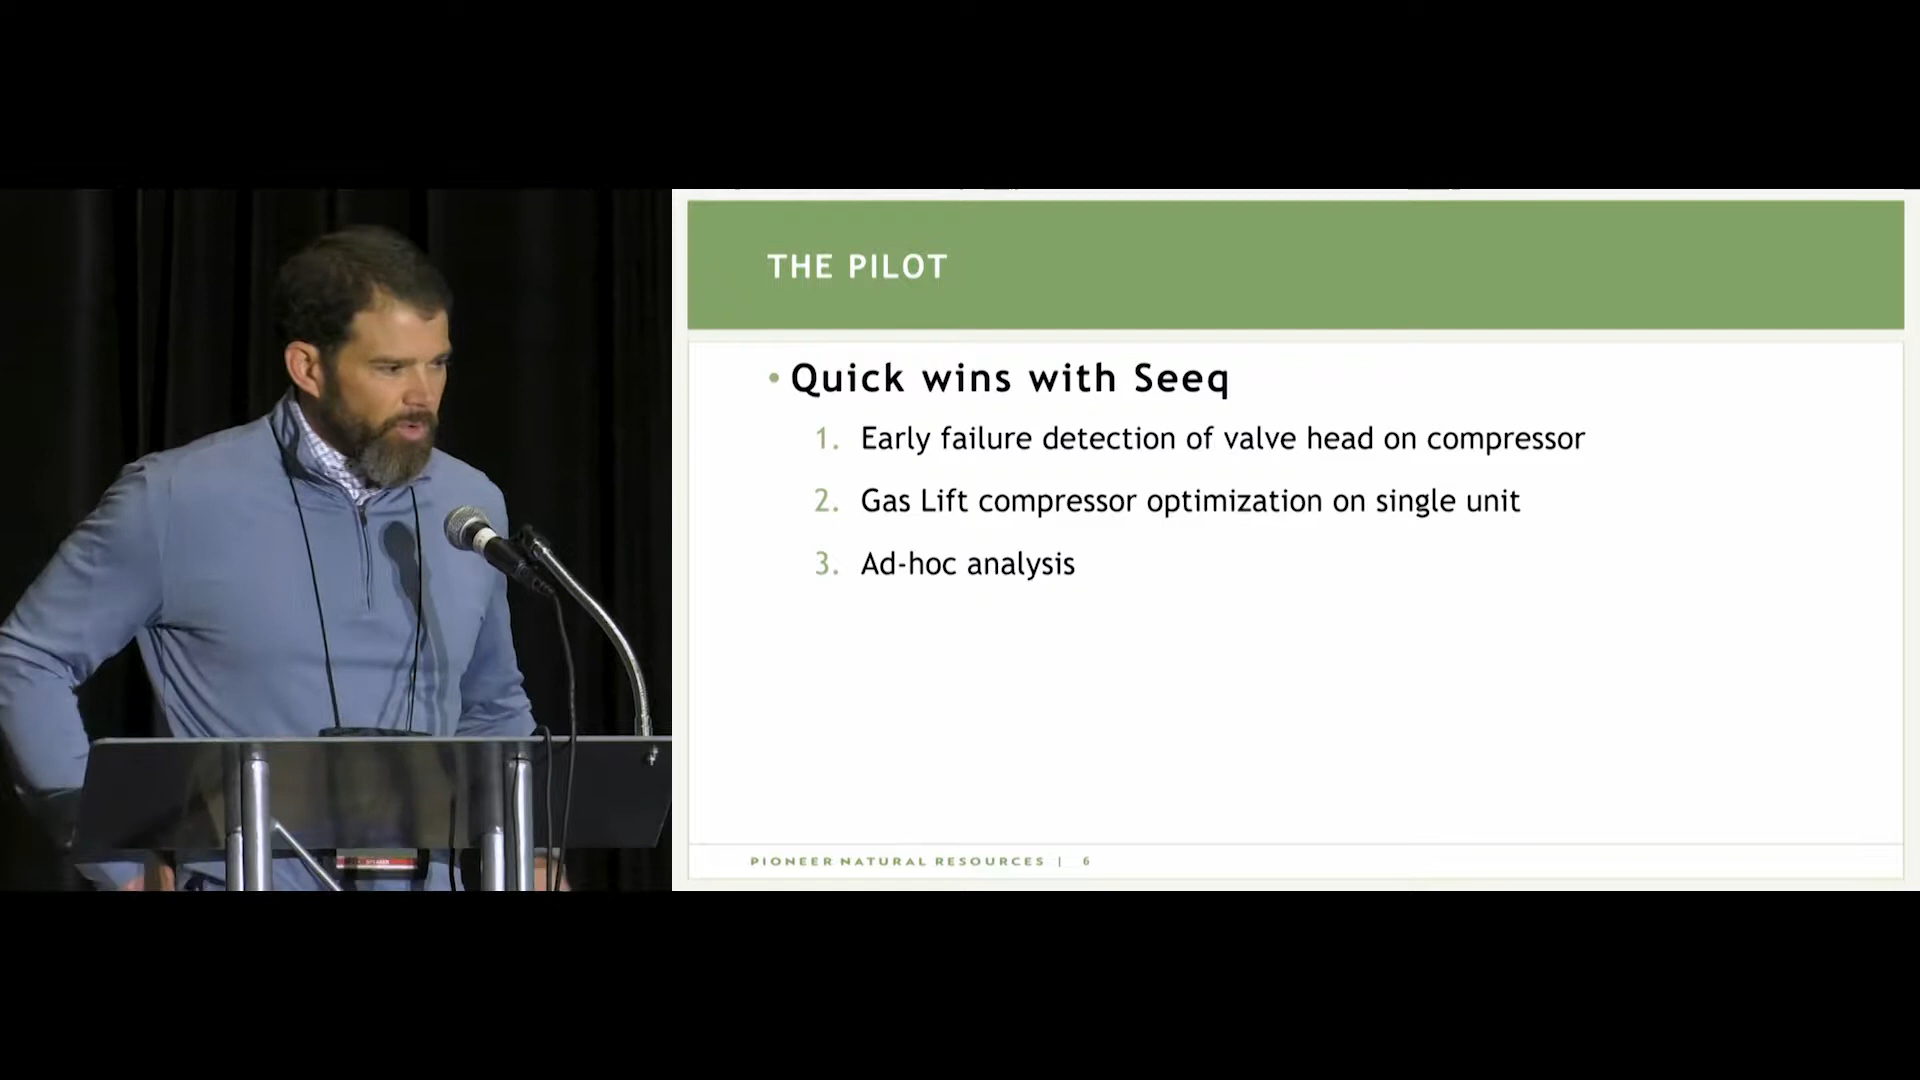 THE PILOT
• Quick wins with Seeq
1. Early failure detection of valve head on compressor
2. Gas Lift compressor optimization on single unit
3. Ad-hoc analysis
PIONEER NATURAL RESOURCES | 6
SPEAKER